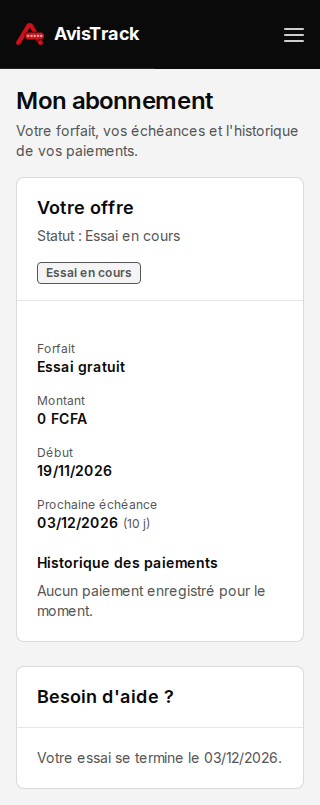 AvisTrack
Mon abonnement
Votre forfait, vos échéances et l'historique
de vos paiements.
Votre offre
Statut : Essai en cours
Essai en cours
Forfait
Essai gratuit
Montant
0 FCFA
Début
19/11/2026
Prochaine échéance
03/12/2026 (10 j)
Historique des paiements
Aucun paiement enregistré pour le
moment.
Besoin d'aide ?
Votre essai se termine le 03/12/2026.